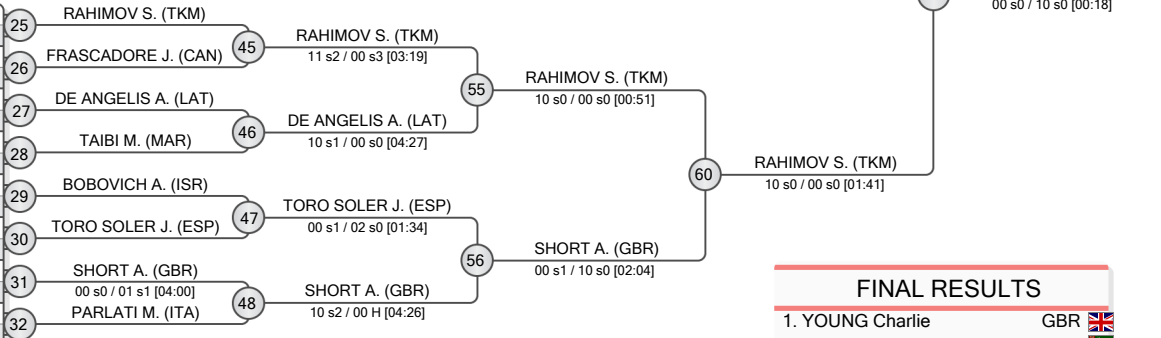 00 s0 / 10 s0 [00:18]
25
RAHIMOV S. (TKM)
26
FRASCADORE J. (CAN)
45
RAHIMOV S. (TKM)
11 s2 / 00 s3 [03:19]
27
DE ANGELIS A. (LAT)
28
TAIBI M. (MAR)
46
DE ANGELIS A. (LAT)
10 s1 / 00 s0 [04:27]
55
RAHIMOV S. (TKM)
10 s0 / 00 s0 [00:51]
29
BOBOVICH A. (ISR)
30
TORO SOLER J. (ESP)
47
TORO SOLER J. (ESP)
00 s1 / 02 s0 [01:34]
31
SHORT A. (GBR)
00 s0 / 01 s1 [04:00]
32
PARLATI M. (ITA)
48
SHORT A. (GBR)
10 s2 / 00 H [04:26]
56
SHORT A. (GBR)
00 s1 / 10 s0 [02:04]
60
RAHIMOV S. (TKM)
10 s0 / 00 s0 [01:41]
FINAL RESULTS
1. YOUNG Charlie GBR